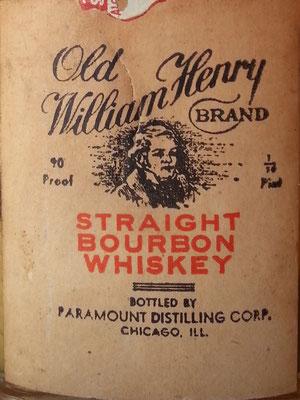 Old
William Henry
BRAND
90
Proof
1/10
Pint
STRAIGHT
BOURBON
WHISKEY
BOTTLED BY
PARAMOUNT DISTILLING CORP.
CHICAGO, ILL.